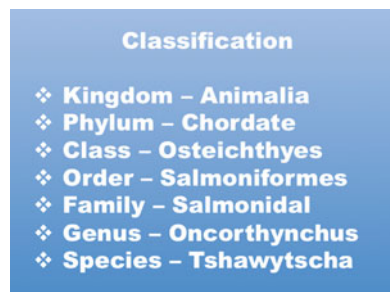 Classification
❖ Kingdom – Animalia
❖ Phylum – Chordate
❖ Class – Osteichthyes
❖ Order – Salmoniformes
❖ Family – Salmonidal
❖ Genus – Oncorthynchus
❖ Species – Tshawytscha